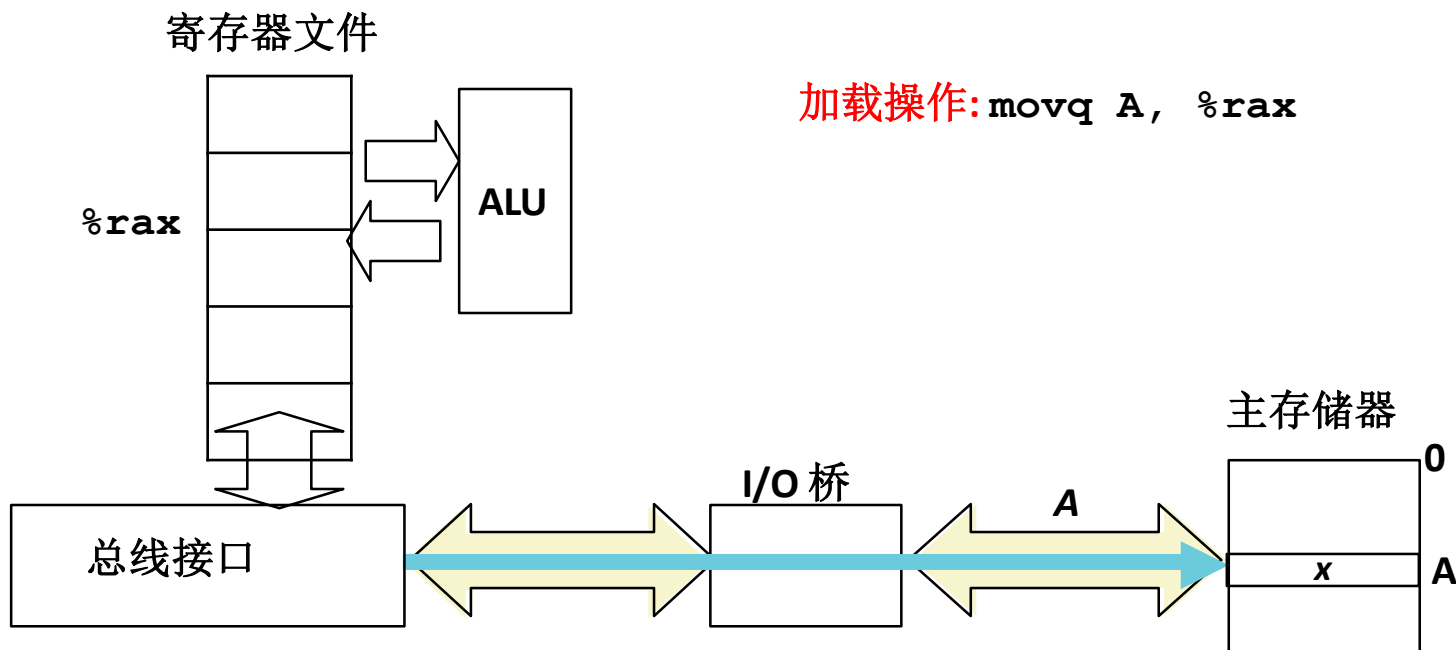 寄存器文件
加载操作: movq A, %rax
ALU
%rax
主存储器
0
I/O 桥
A
总线接口
x
A